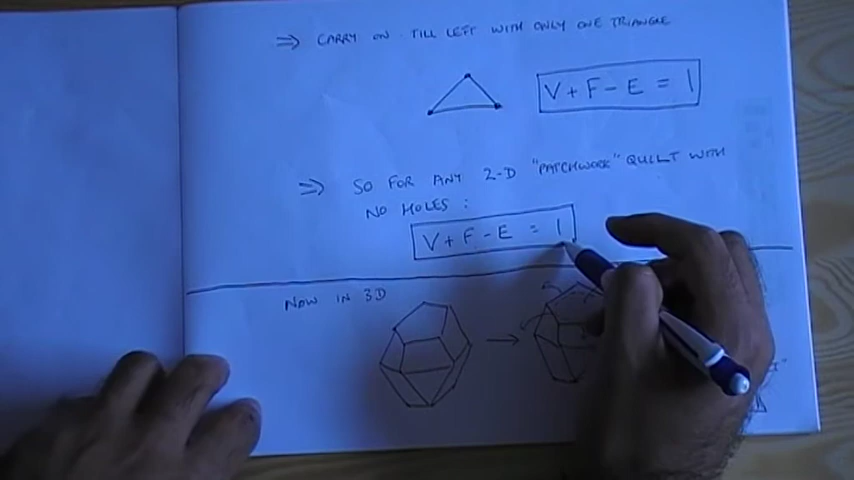 ⇒ CARRY ON TILL LEFT WITH ONLY ONE TRIANGLE
V + F - E = 1
⇒ SO FOR ANY 2-D "PATCHWORK" QUILT WITH
NO HOLES :
V + F - E = 1
NOW IN 3D